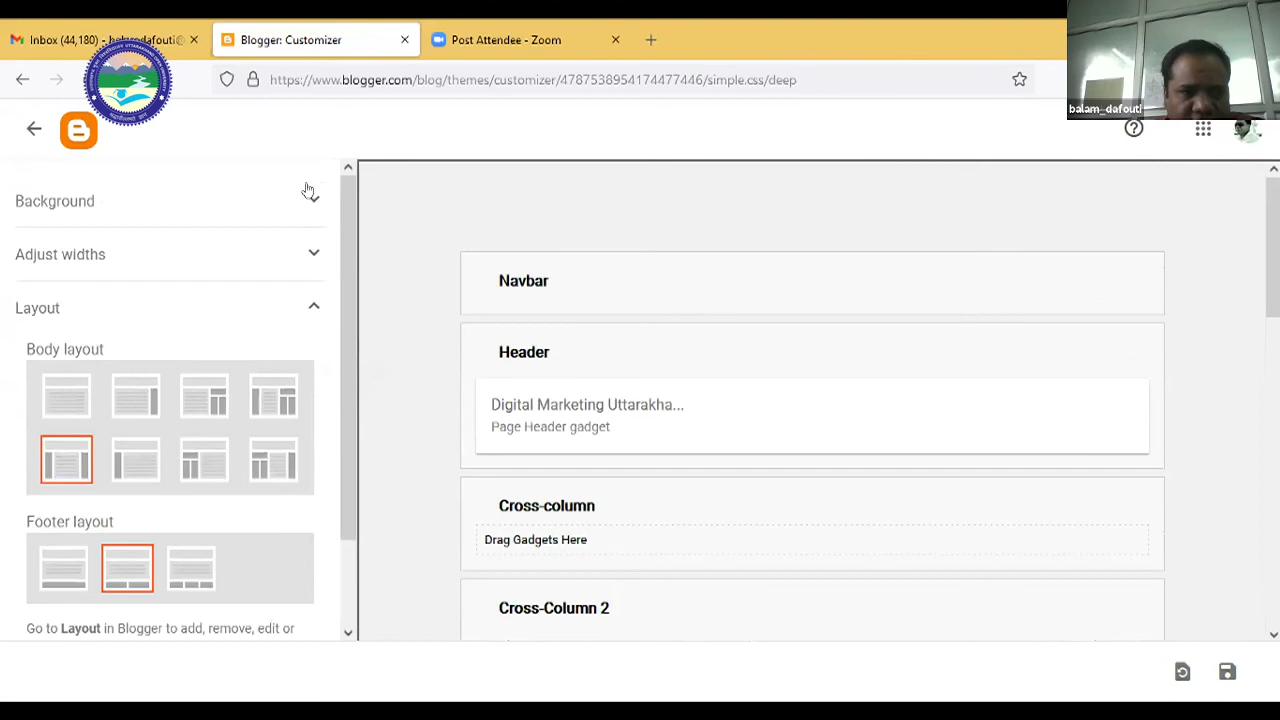 Inbox (44,180) - balamdafouti@
Blogger: Customizer
Post Attendee - Zoom
https://www.blogger.com/blog/themes/customizer/4787538954174477446/simple.css/deep
balam_dafouti
Background
Adjust widths
Layout
Body layout
Footer layout
Go to Layout in Blogger to add, remove, edit or
Navbar
Header
Digital Marketing Uttarakha...
Page Header gadget
Cross-column
Drag Gadgets Here
Cross-Column 2